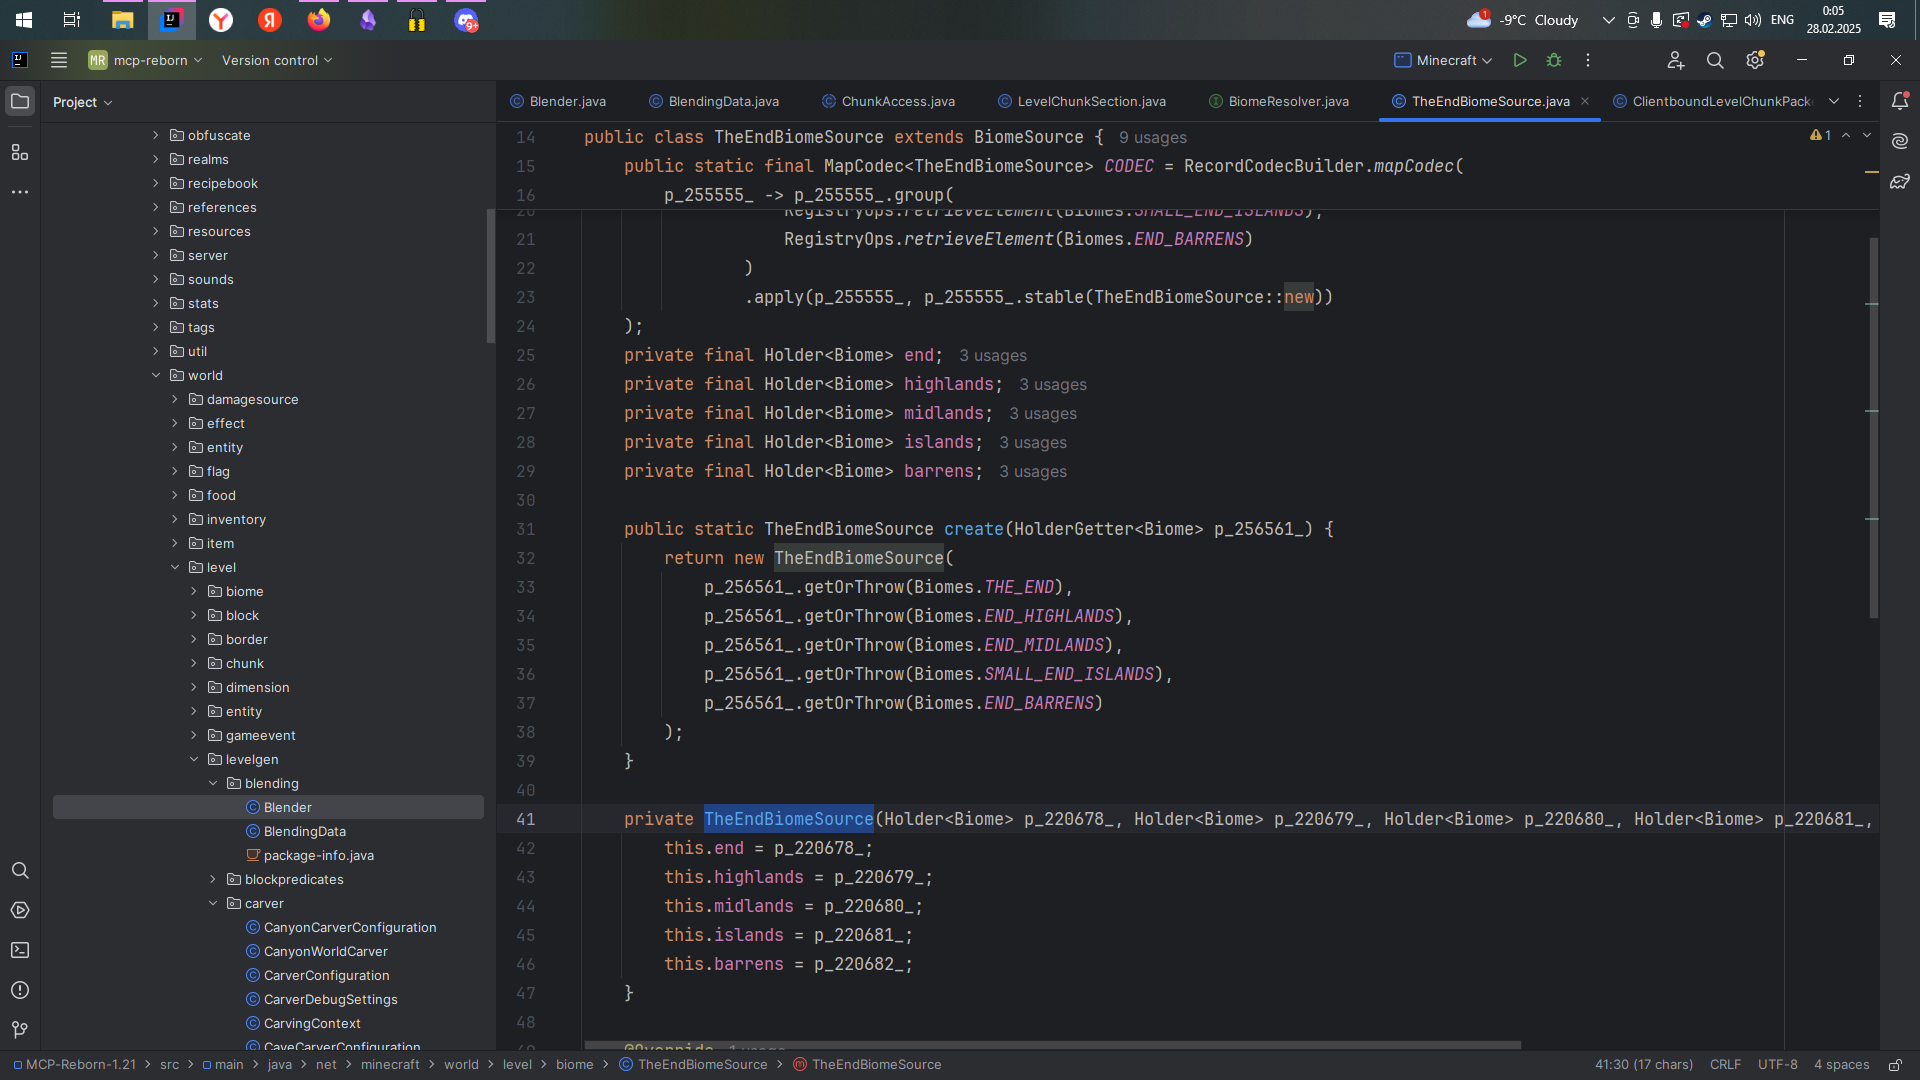 -9°C Cloudy
1
9+
ENG
0:05
28.02.2025
MR mcp-reborn
Version control
Minecraft
Project
Blender.java
BlendingData.java
ChunkAccess.java
LevelChunkSection.java
BiomeResolver.java
TheEndBiomeSource.java
ClientboundLevelChunkPack
obfuscate
realms
recipebook
references
resources
server
sounds
stats
tags
util
world
damagesource
effect
entity
flag
food
inventory
item
level
biome
block
border
chunk
dimension
entity
gameevent
levelgen
blending
Blender
BlendingData
package-info.java
blockpredicates
carver
CanyonCarverConfiguration
CanyonWorldCarver
CarverConfiguration
CarverDebugSettings
CarvingContext
CaveCarverConfiguration
1
14 public class TheEndBiomeSource extends BiomeSource { 9 usages
15 public static final MapCodec<TheEndBiomeSource> CODEC = RecordCodecBuilder.mapCodec(
16 p_255555_ -> p_255555_.group(
20 RegistryOps.retrieveElement(Biomes.SMALL_END_ISLANDS),
21 RegistryOps.retrieveElement(Biomes.END_BARRENS)
22 )
23 .apply(p_255555_, p_255555_.stable(TheEndBiomeSource::new))
24 );
25 private final Holder<Biome> end; 3 usages
26 private final Holder<Biome> highlands; 3 usages
27 private final Holder<Biome> midlands; 3 usages
28 private final Holder<Biome> islands; 3 usages
29 private final Holder<Biome> barrens; 3 usages
30
31 public static TheEndBiomeSource create(HolderGetter<Biome> p_256561_) {
32 return new TheEndBiomeSource(
33 p_256561_.getOrThrow(Biomes.THE_END),
34 p_256561_.getOrThrow(Biomes.END_HIGHLANDS),
35 p_256561_.getOrThrow(Biomes.END_MIDLANDS),
36 p_256561_.getOrThrow(Biomes.SMALL_END_ISLANDS),
37 p_256561_.getOrThrow(Biomes.END_BARRENS)
38 );
39 }
40
41 private TheEndBiomeSource(Holder<Biome> p_220678_, Holder<Biome> p_220679_, Holder<Biome> p_220680_, Holder<Biome> p_220681_,
42 this.end = p_220678_;
43 this.highlands = p_220679_;
44 this.midlands = p_220680_;
45 this.islands = p_220681_;
46 this.barrens = p_220682_;
47 }
48
49 @Override 1 usage
MCP-Reborn-1.21 > src > main > java > net > minecraft > world > level > biome > TheEndBiomeSource > TheEndBiomeSource
41:30 (17 chars) CRLF UTF-8 4 spaces